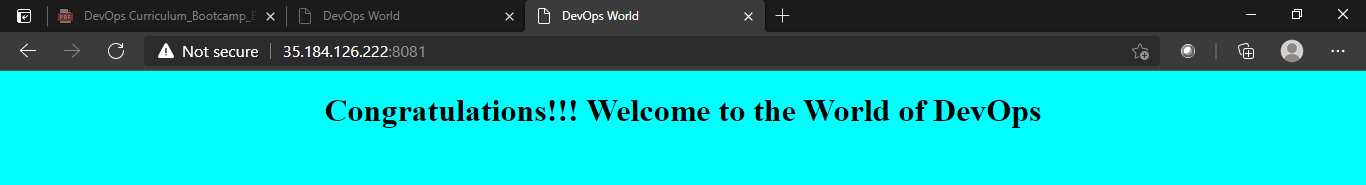 DevOps Curriculum_Bootcamp_
DevOps World
DevOps World
Not secure
35.184.126.222:8081
Congratulations!!! Welcome to the World of DevOps